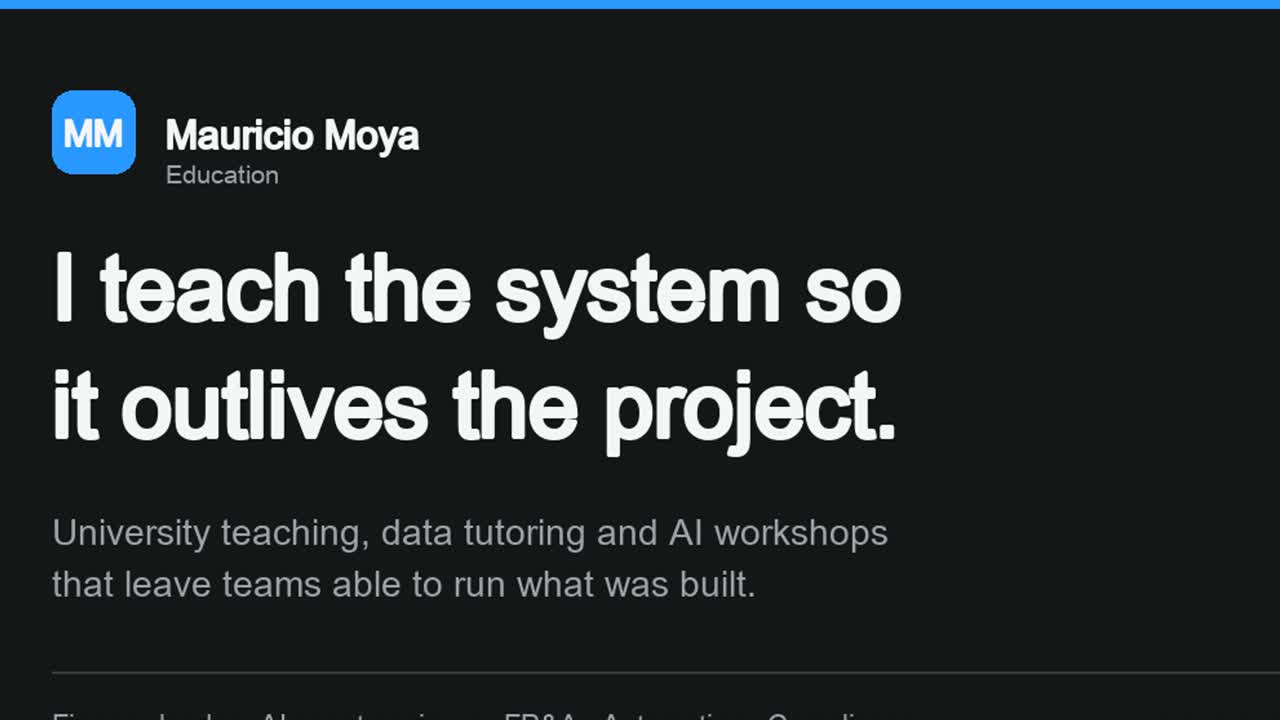 MM
Mauricio Moya
Education
I teach the system so
it outlives the project.
University teaching, data tutoring and AI workshops
that leave teams able to run what was built.